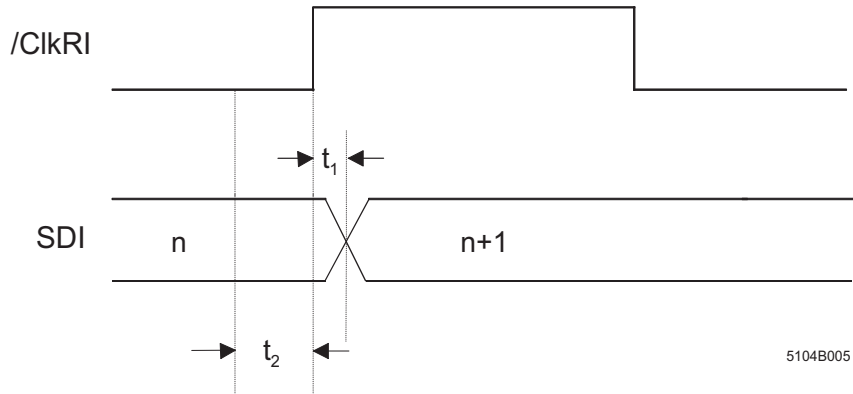 /ClkRI
t₁
SDI
n
n+1
t₂
5104B005